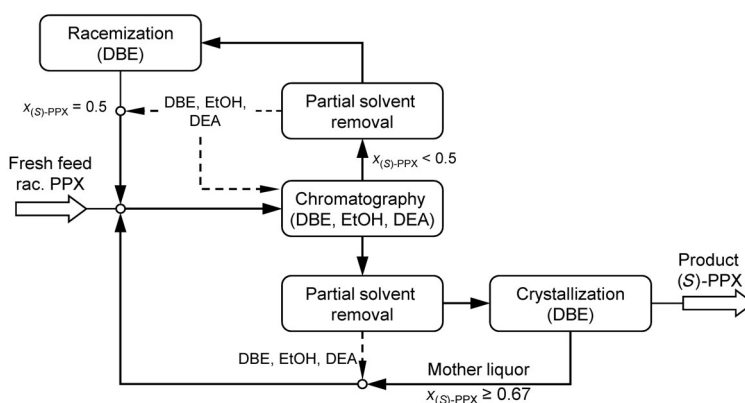 Racemization
(DBE)
Partial solvent
removal
x(S)-PPX = 0.5
DBE, EtOH,
DEA
x(S)-PPX < 0.5
Fresh feed
rac. PPX
Chromatography
(DBE, EtOH, DEA)
Partial solvent
removal
Crystallization
(DBE)
Product
(S)-PPX
DBE, EtOH, DEA
Mother liquor
x(S)-PPX ≥ 0.67